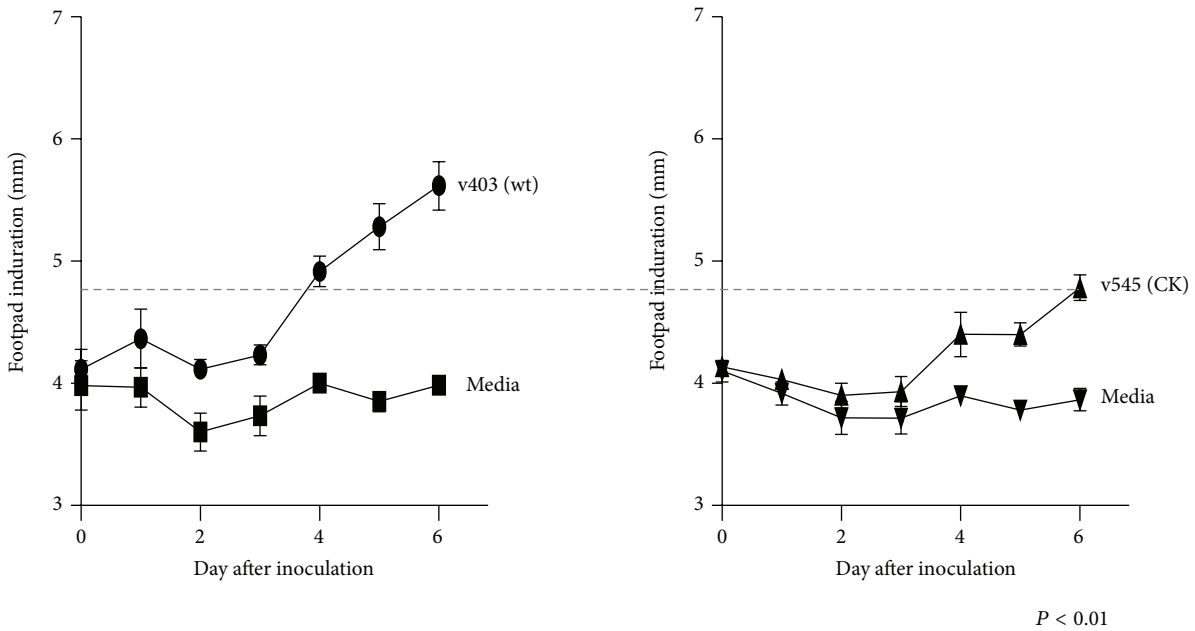 7
6
5
4
3
Footpad induration (mm)
v403 (wt)
Media
0 2 4 6
Day after inoculation
7
6
5
4
3
Footpad induration (mm)
v545 (CK)
Media
0 2 4 6
Day after inoculation
P < 0.01